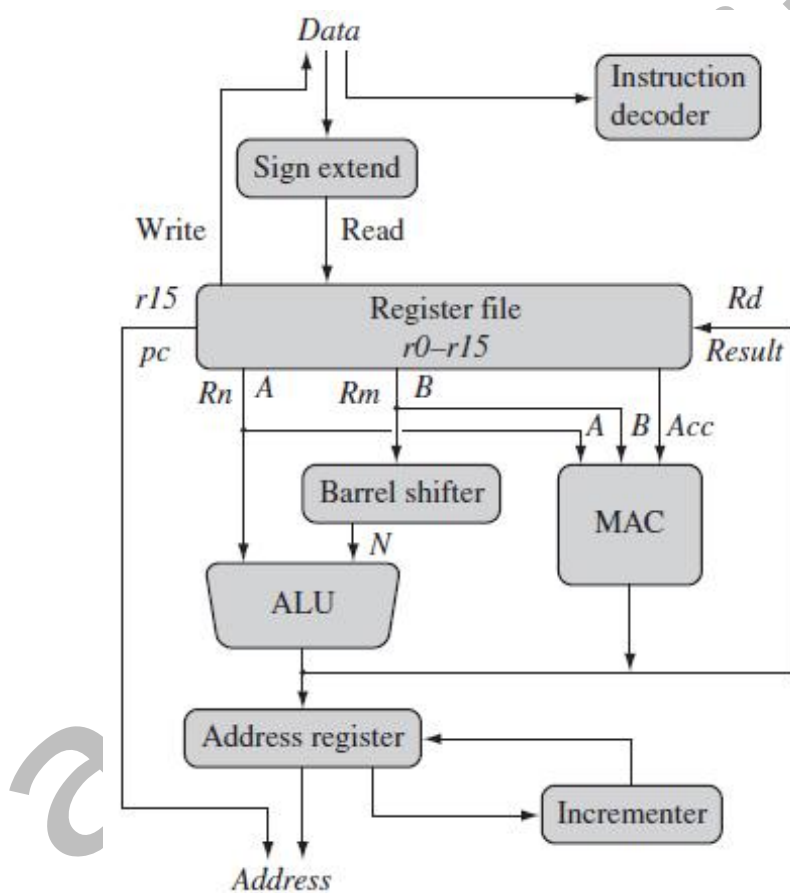 Data
Instruction
decoder
Sign extend
Write
Read
r15
Register file
Rd
pc
r0–r15
Result
Rn
A
Rm
B
A
B
Acc
Barrel shifter
MAC
N
ALU
Address register
Incrementer
Address